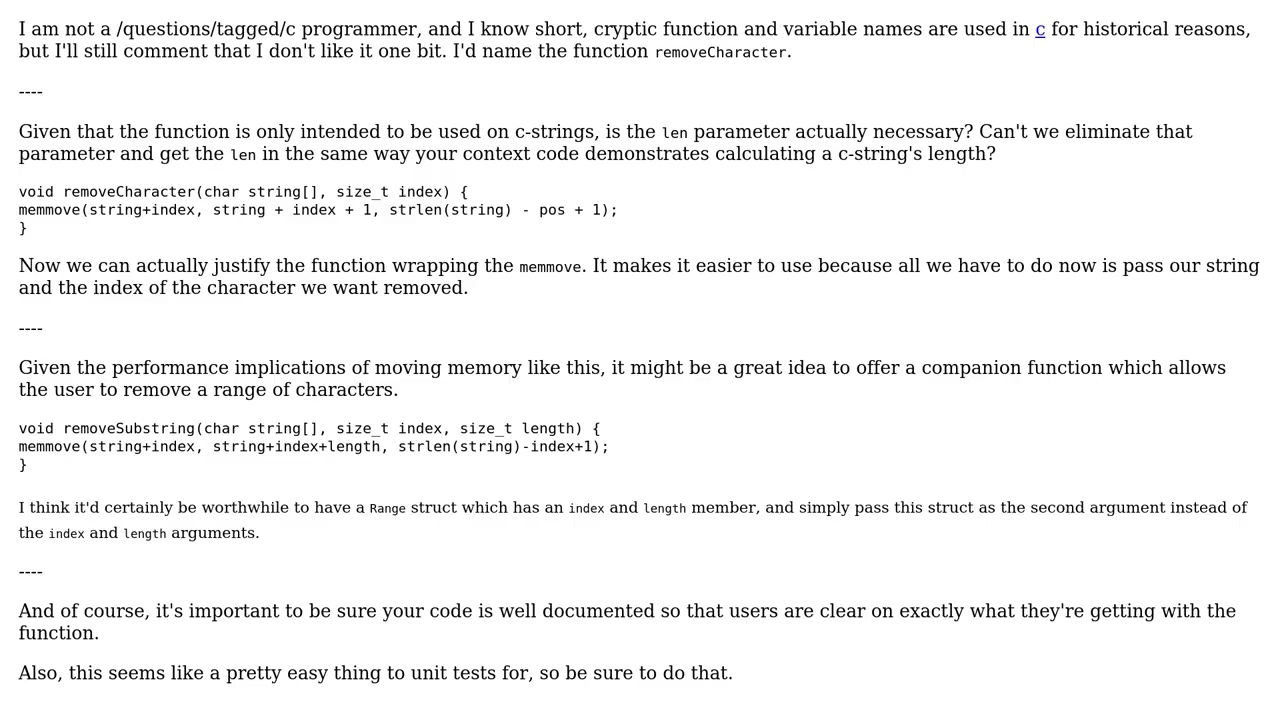 I am not a /questions/tagged/c programmer, and I know short, cryptic function and variable names are used in c for historical reasons,
but I'll still comment that I don't like it one bit. I'd name the function removeCharacter.
----
Given that the function is only intended to be used on c-strings, is the len parameter actually necessary? Can't we eliminate that
parameter and get the len in the same way your context code demonstrates calculating a c-string's length?
void removeCharacter(char string[], size_t index) {
memmove(string+index, string + index + 1, strlen(string) - pos + 1);
}
Now we can actually justify the function wrapping the memmove. It makes it easier to use because all we have to do now is pass our string
and the index of the character we want removed.
----
Given the performance implications of moving memory like this, it might be a great idea to offer a companion function which allows
the user to remove a range of characters.
void removeSubstring(char string[], size_t index, size_t length) {
memmove(string+index, string+index+length, strlen(string)-index+1);
}
I think it'd certainly be worthwhile to have a Range struct which has an index and length member, and simply pass this struct as the second argument instead of
the index and length arguments.
----
And of course, it's important to be sure your code is well documented so that users are clear on exactly what they're getting with the
function.
Also, this seems like a pretty easy thing to unit tests for, so be sure to do that.